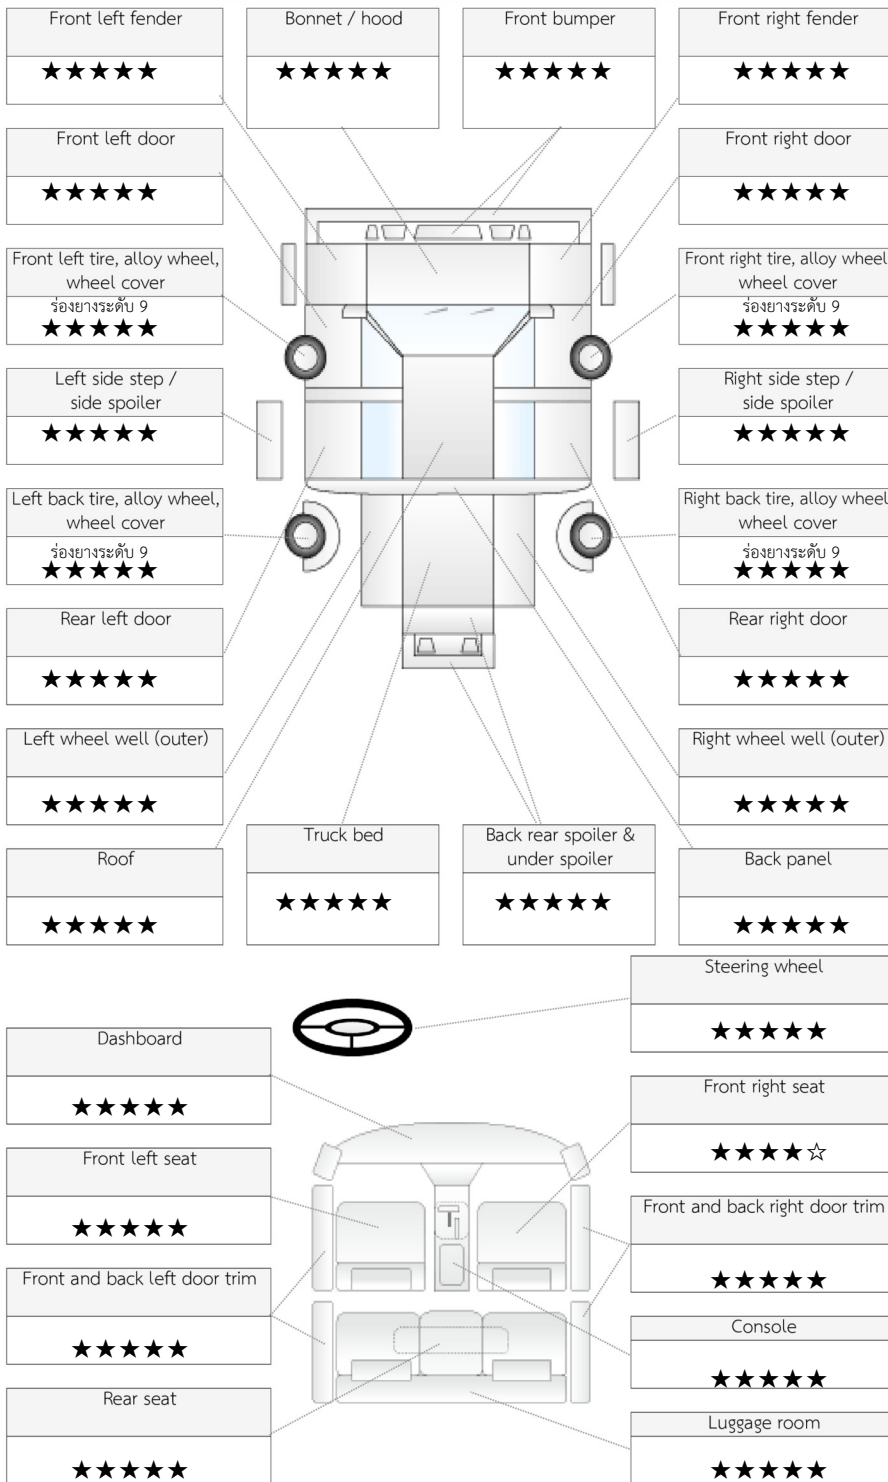 Front left fender
★★★★★
Bonnet / hood
★★★★★
Front bumper
★★★★★
Front right fender
★★★★★
Front left door
★★★★★
Front right door
★★★★★
Front left tire, alloy wheel,
wheel cover
ร่องยางระดับ 9
★★★★★
Front right tire, alloy wheel
wheel cover
ร่องยางระดับ 9
★★★★★
Left side step /
side spoiler
★★★★★
Right side step /
side spoiler
★★★★★
Left back tire, alloy wheel,
wheel cover
ร่องยางระดับ 9
★★★★★
Right back tire, alloy wheel
wheel cover
ร่องยางระดับ 9
★★★★★
Rear left door
★★★★★
Rear right door
★★★★★
Left wheel well (outer)
★★★★★
Right wheel well (outer)
★★★★★
Roof
★★★★★
Truck bed
★★★★★
Back rear spoiler &
under spoiler
★★★★★
Back panel
★★★★★
Steering wheel
★★★★★
Dashboard
★★★★★
Front right seat
★★★★☆
Front left seat
★★★★★
Front and back right door trim
★★★★★
Front and back left door trim
★★★★★
Console
★★★★★
Rear seat
★★★★★
Luggage room
★★★★★